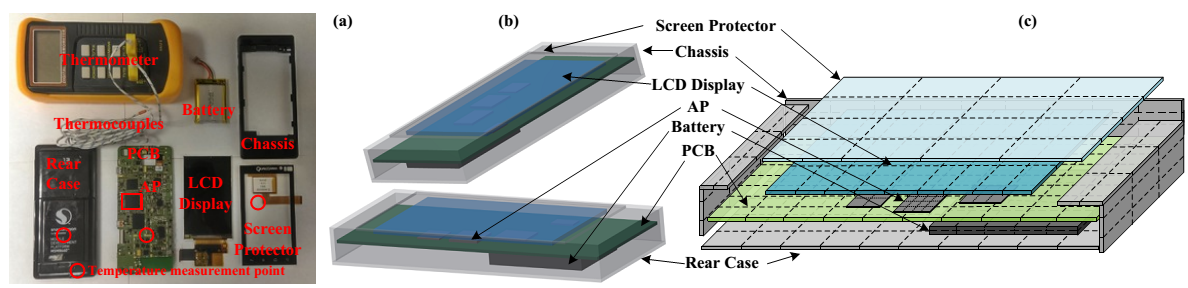 (a)
(b)
(c)
Thermometer
Battery
Thermocouples
Chassis
PCB
Rear
Case
AP
LCD
Display
Screen
Protector
Temperature measurement point
Screen Protector
Chassis
LCD Display
AP
Battery
PCB
Rear Case